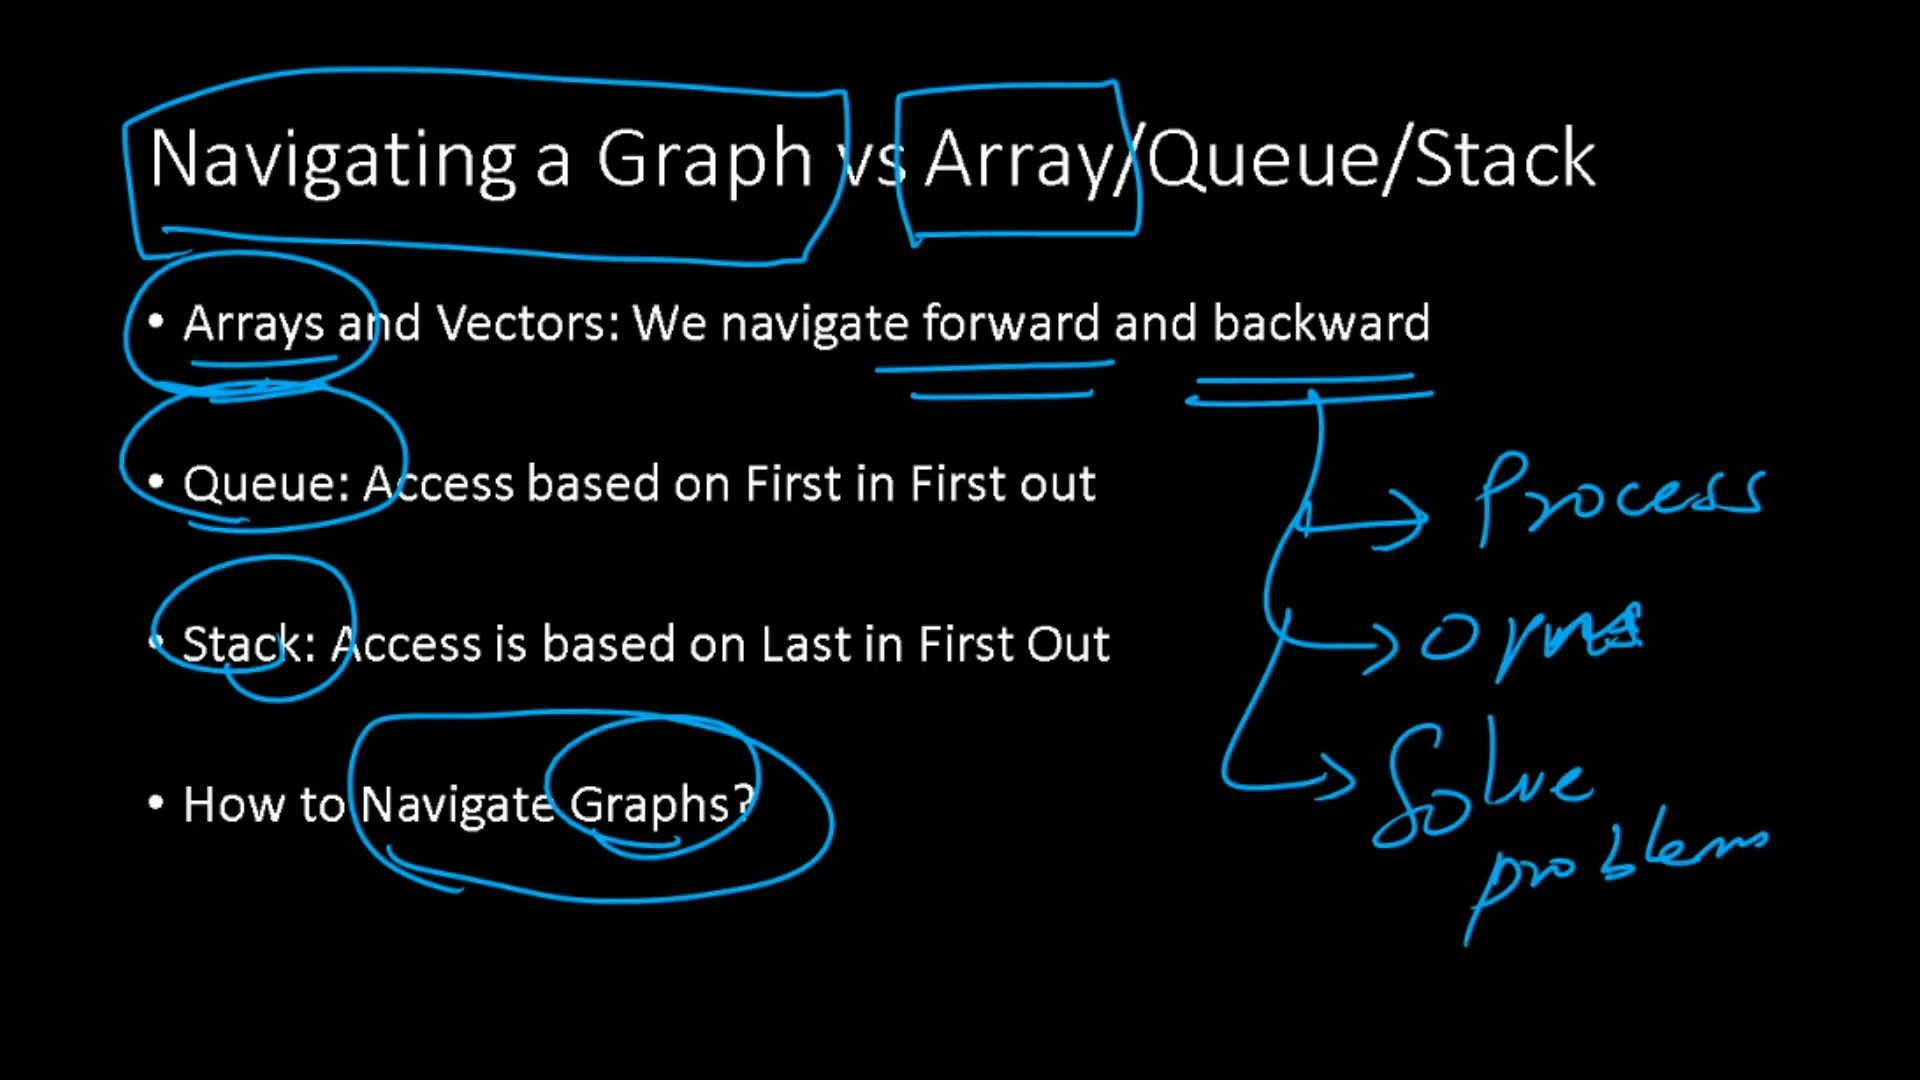 Navigating a Graph vs Array/Queue/Stack
• Arrays and Vectors: We navigate forward and backward
• Queue: Access based on First in First out
• Stack: Access is based on Last in First Out
• How to Navigate Graphs?
Process
Solve
problems